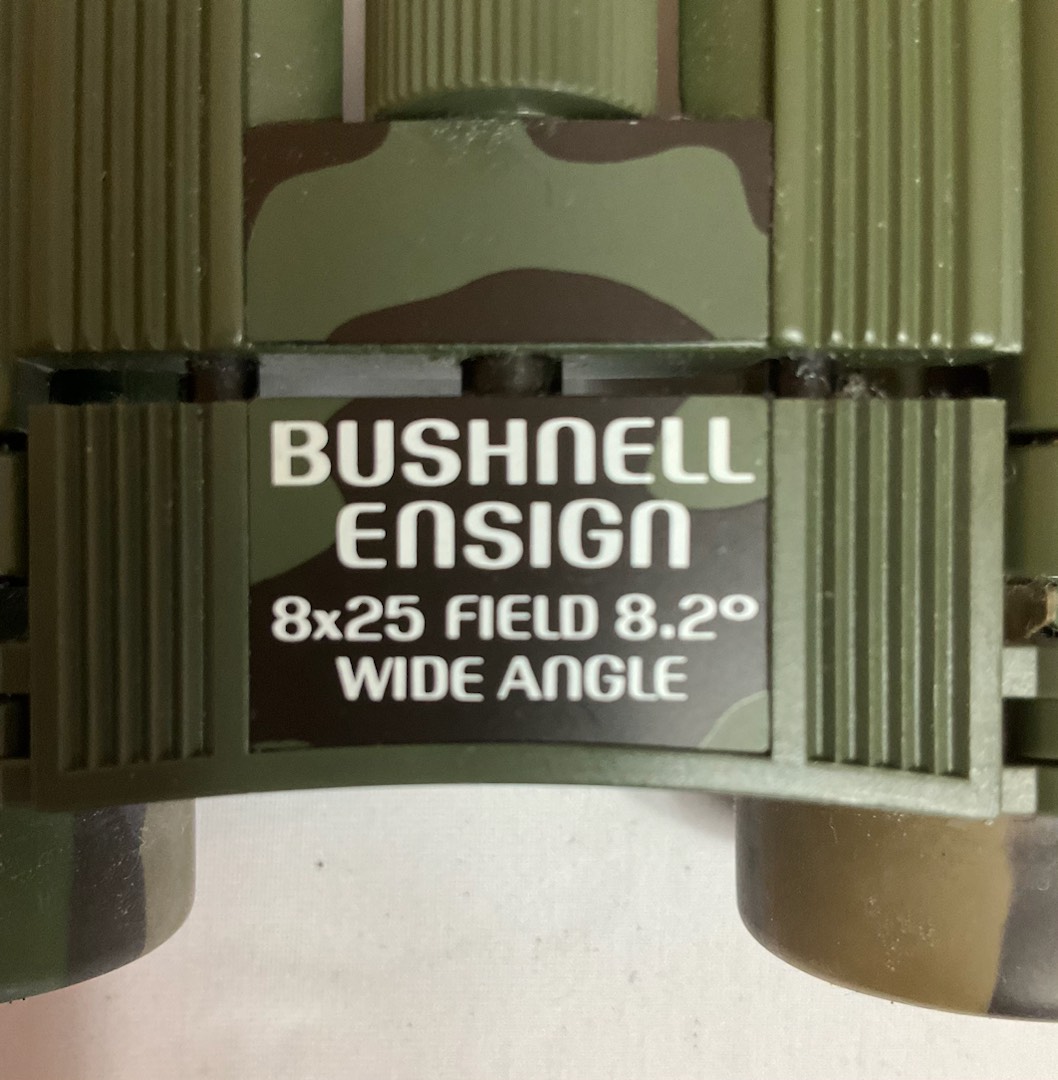 BUSHNELL
ENSIGN
8x25 FIELD 8.2°
WIDE ANGLE